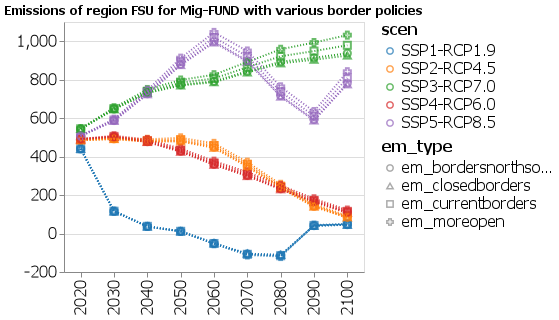 Emissions of region FSU for Mig-FUND with various border policies
1,000
800
600
400
200
0
-200
2020
2030
2040
2050
2060
2070
2080
2090
2100
scen
SSP1-RCP1.9
SSP2-RCP4.5
SSP3-RCP7.0
SSP4-RCP6.0
SSP5-RCP8.5
em_type
em_bordersnorthso...
em_closedborders
em_currentborders
em_moreopen